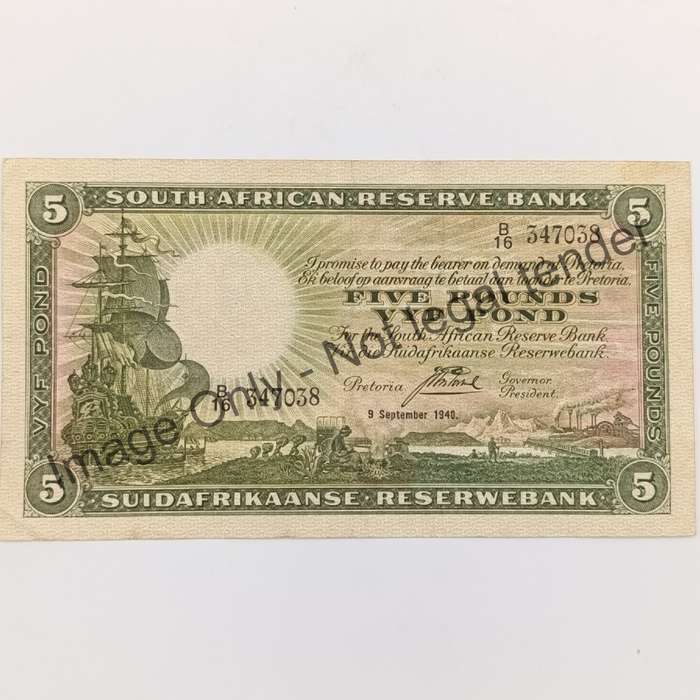 5 SOUTH·AFRICAN·RESERVE·BANK 5
B/16 347038
I promise to pay the bearer on demand at Pretoria.
Ek beloof op aanvraag te betaal aan toonder te Pretoria.
FIVE POUNDS
VYF POND
For the South African Reserve Bank.
Vir die Suidafrikaanse Reserwebank.
B/16 347038
Pretoria
Governor
President.
9 September 1940.
VYF POND
FIVE POUNDS
5 SUIDAFRIKAANSE·RESERWEBANK 5
Image Only - Not legal tender